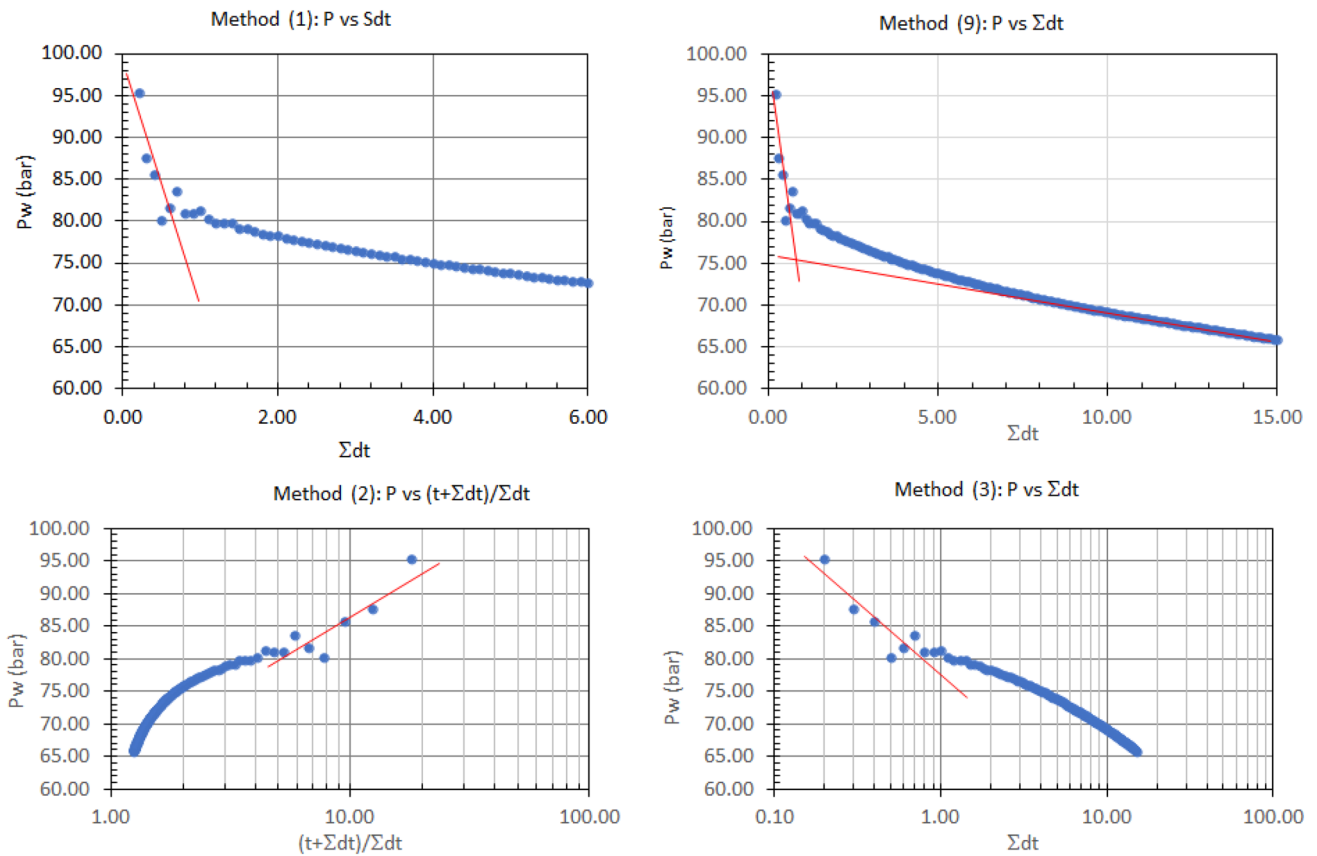 Method (1): P vs Sdt
100.00
95.00
90.00
85.00
80.00
75.00
70.00
65.00
60.00
Pw (bar)
0.00 2.00 4.00 6.00
Σdt
Method (9): P vs Σdt
100.00
95.00
90.00
85.00
80.00
75.00
70.00
65.00
60.00
Pw (bar)
0.00 5.00 10.00 15.00
Σdt
Method (2): P vs (t+Σdt)/Σdt
100.00
95.00
90.00
85.00
80.00
75.00
70.00
65.00
60.00
Pw (bar)
1.00 10.00 100.00
(t+Σdt)/Σdt
Method (3): P vs Σdt
100.00
95.00
90.00
85.00
80.00
75.00
70.00
65.00
60.00
Pw (bar)
0.10 1.00 10.00 100.00
Σdt